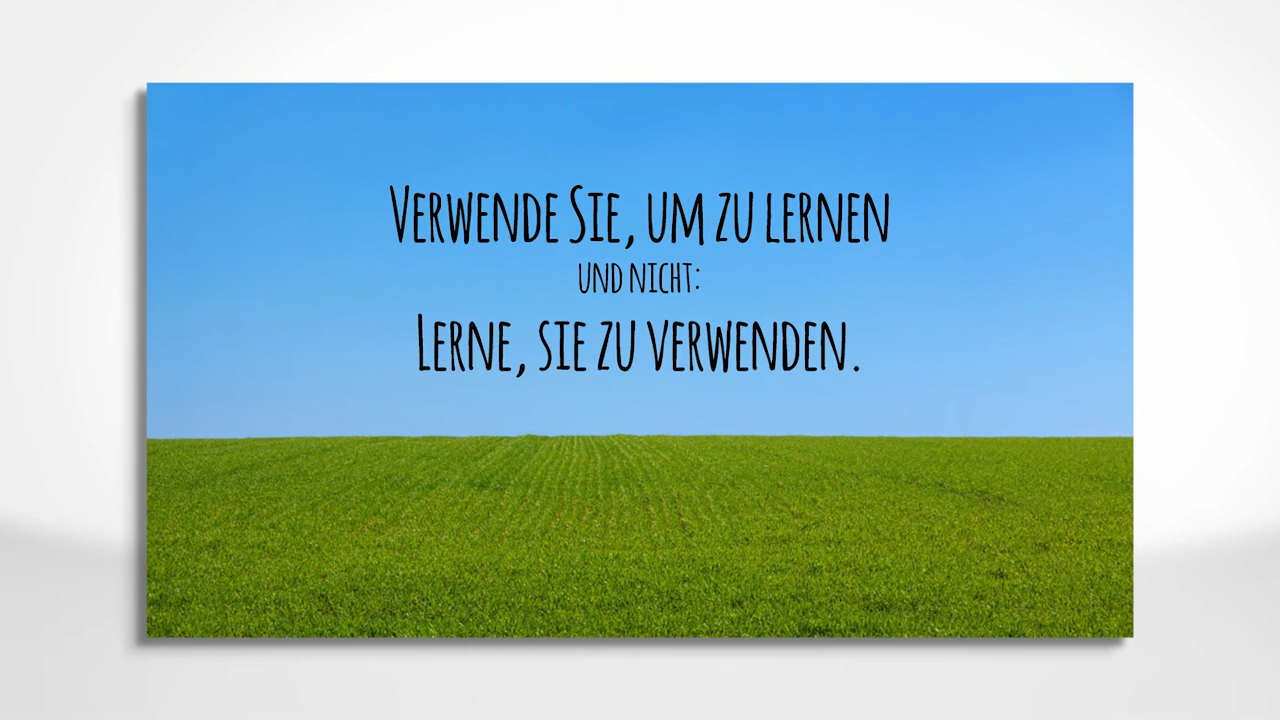 Verwende Sie, um zu lernen
und nicht:
Lerne, sie zu verwenden.